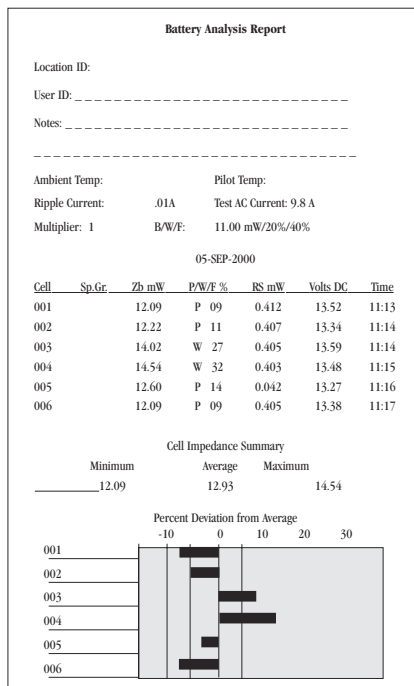 Battery Analysis Report
Location ID:
User ID: _ _ _ _ _ _ _ _ _ _ _ _ _ _ _ _ _ _ _ _ _ _ _ _ _ _ _ _
Notes: _ _ _ _ _ _ _ _ _ _ _ _ _ _ _ _ _ _ _ _ _ _ _ _ _ _ _ _ _
_ _ _ _ _ _ _ _ _ _ _ _ _ _ _ _ _ _ _ _ _ _ _ _ _ _ _ _ _ _ _ _ _
Ambient Temp: Pilot Temp:
Ripple Current: .01A Test AC Current: 9.8 A
Multiplier: 1 B/W/F: 11.00 mW/20%/40%
05-SEP-2000
Cell Sp.Gr. Zb mW P/W/F % RS mW Volts DC Time
001 12.09 P 09 0.412 13.52 11:13
002 12.22 P 11 0.407 13.34 11:14
003 14.02 W 27 0.405 13.59 11:14
004 14.54 W 32 0.403 13.48 11:15
005 12.60 P 14 0.042 13.27 11:16
006 12.09 P 09 0.405 13.38 11:17
Cell Impedance Summary
Minimum Average Maximum
12.09 12.93 14.54
Percent Deviation from Average
-10 0 10 20 30
001
002
003
004
005
006